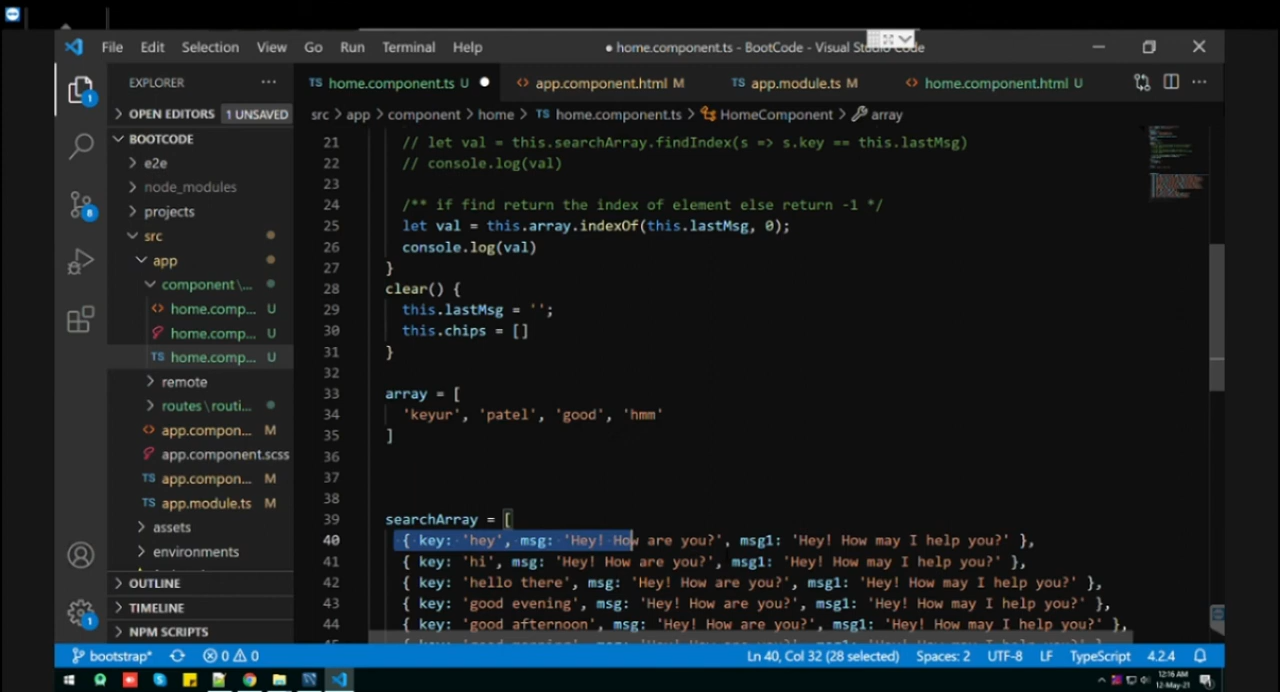 File Edit Selection View Go Run Terminal Help ● home.component.ts - BootCode - Visual Studio Code
EXPLORER ···
TS home.component.ts U ●
<> app.component.html M
TS app.module.ts M
<> home.component.html U
> OPEN EDITORS 1 UNSAVED
src > app > component > home > TS home.component.ts > HomeComponent > array
BOOTCODE
> e2e
> node_modules
> projects
src
app
component\...
<> home.comp... U
home.comp... U
TS home.comp... U
> remote
> routes\routi... 
<> app.compon... M
app.component.scss
TS app.compon... M
TS app.module.ts M
> assets
> environments
> OUTLINE
> TIMELINE
> NPM SCRIPTS
21 // let val = this.searchArray.findIndex(s => s.key == this.lastMsg)
22 // console.log(val)
23
24 /** if find return the index of element else return -1 */
25 let val = this.array.indexOf(this.lastMsg, 0);
26 console.log(val)
27 }
28 clear() {
29 this.lastMsg = '';
30 this.chips = []
31 }
32
33 array = [
34 'keyur', 'patel', 'good', 'hmm'
35 ]
36
37
38
39 searchArray = [
40 { key: 'hey', msg: 'Hey! How are you?', msg1: 'Hey! How may I help you?' },
41 { key: 'hi', msg: 'Hey! How are you?', msg1: 'Hey! How may I help you?' },
42 { key: 'hello there', msg: 'Hey! How are you?', msg1: 'Hey! How may I help you?' },
43 { key: 'good evening', msg: 'Hey! How are you?', msg1: 'Hey! How may I help you?' },
44 { key: 'good afternoon', msg: 'Hey! How are you?', msg1: 'Hey! How may I help you?' },
1
8
1
bootstrap* 0 0 Ln 40, Col 32 (28 selected) Spaces: 2 UTF-8 LF TypeScript 4.2.4
12:16 AM
12-May-21